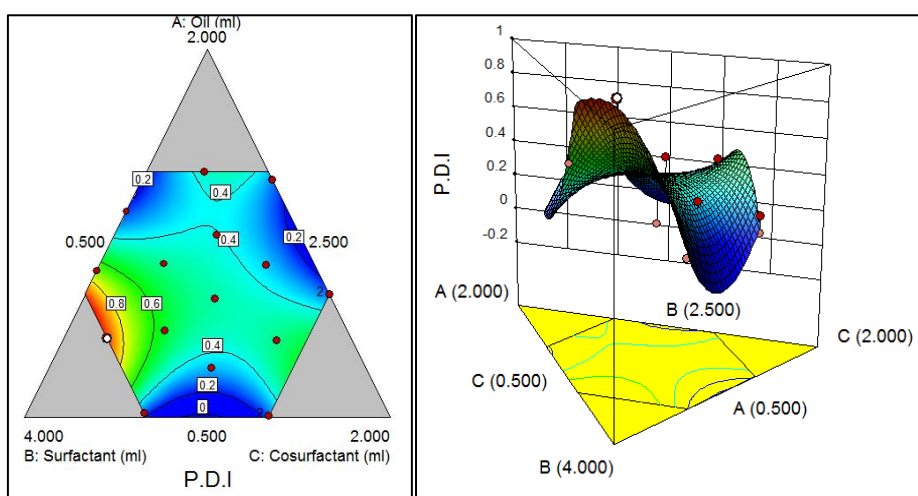 A: Oil (ml)
2.000
0.2
0.4
0.500
0.4
0.2
2.500
0.8
0.6
2
0.4
0.2
0
2
4.000
0.500
2.000
B: Surfactant (ml)
C: Cosurfactant (ml)
P.D.I
1
0.8
0.6
0.4
0.2
0
-0.2
P.D.I
A (2.000)
B (2.500)
C (2.000)
C (0.500)
A (0.500)
B (4.000)